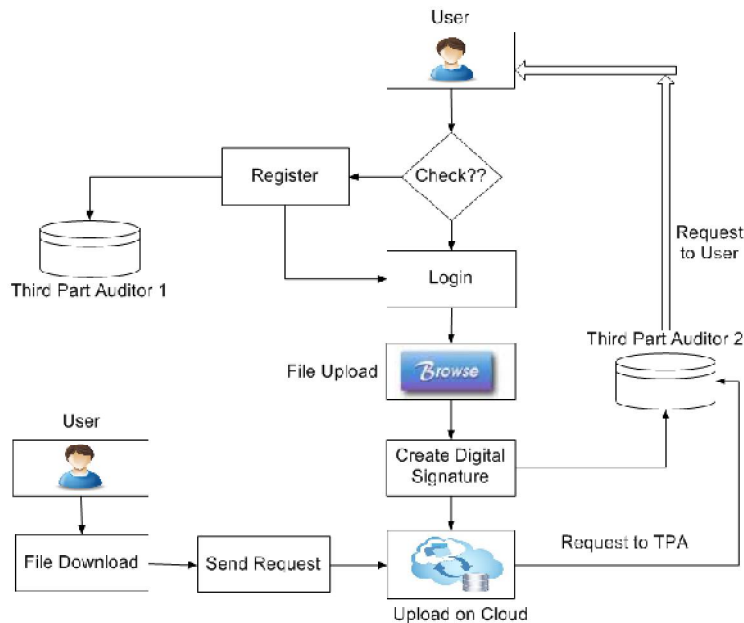 User
Check??
Register
Third Part Auditor 1
Login
Request
to User
Third Part Auditor 2
File Upload
Browse
User
Create Digital
Signature
File Download
Send Request
Request to TPA
Upload on Cloud